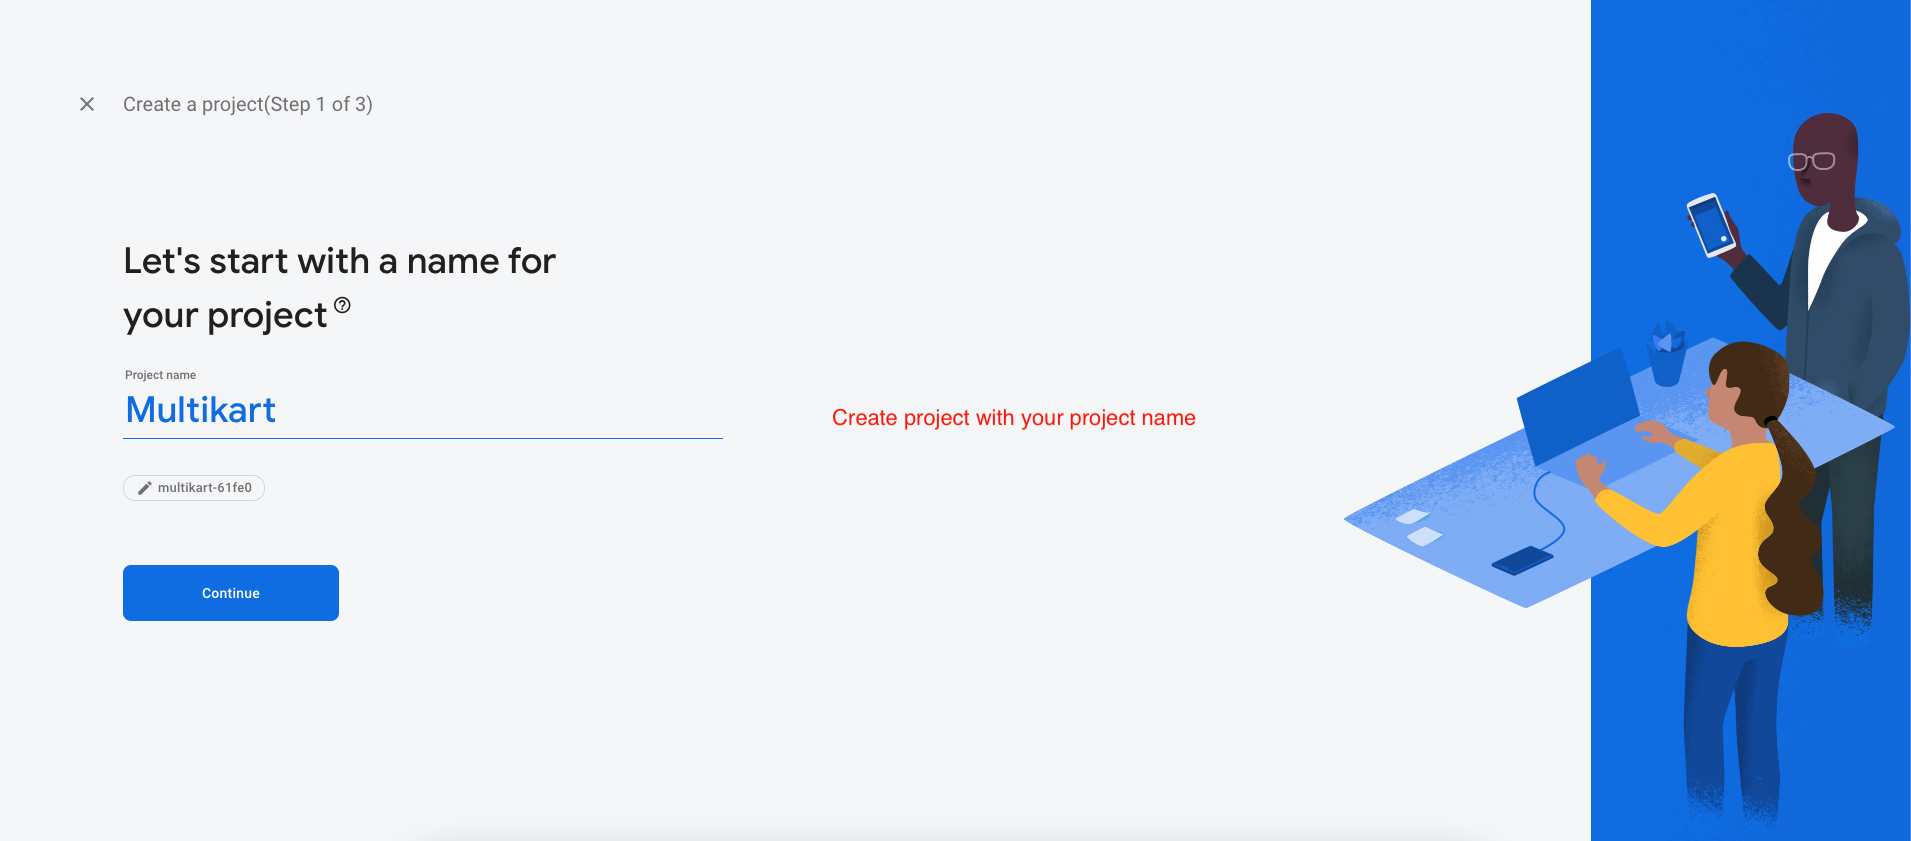 Create a project(Step 1 of 3)
Let's start with a name for
your project
Project name
Multikart
Create project with your project name
multikart-61fe0
Continue